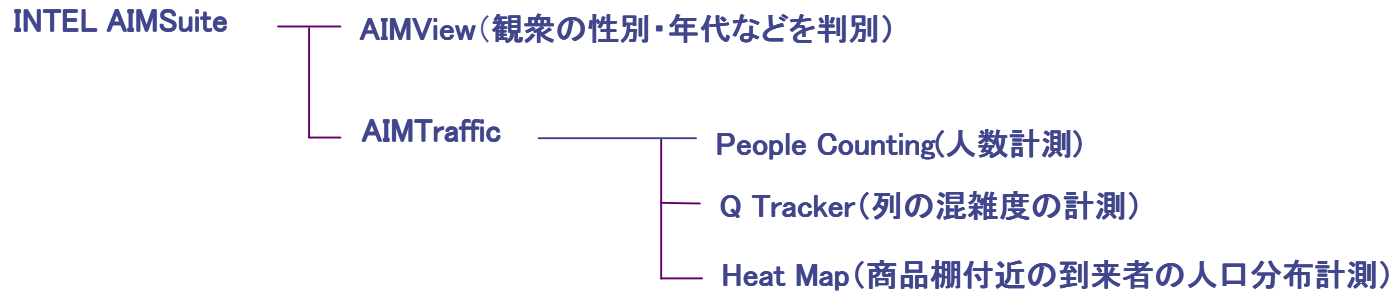 INTEL AIMSuite
AIMView（観衆の性別・年代などを判別）
AIMTraffic
People Counting(人数計測)
Q Tracker（列の混雑度の計測）
Heat Map（商品棚付近の到来者の人口分布計測）